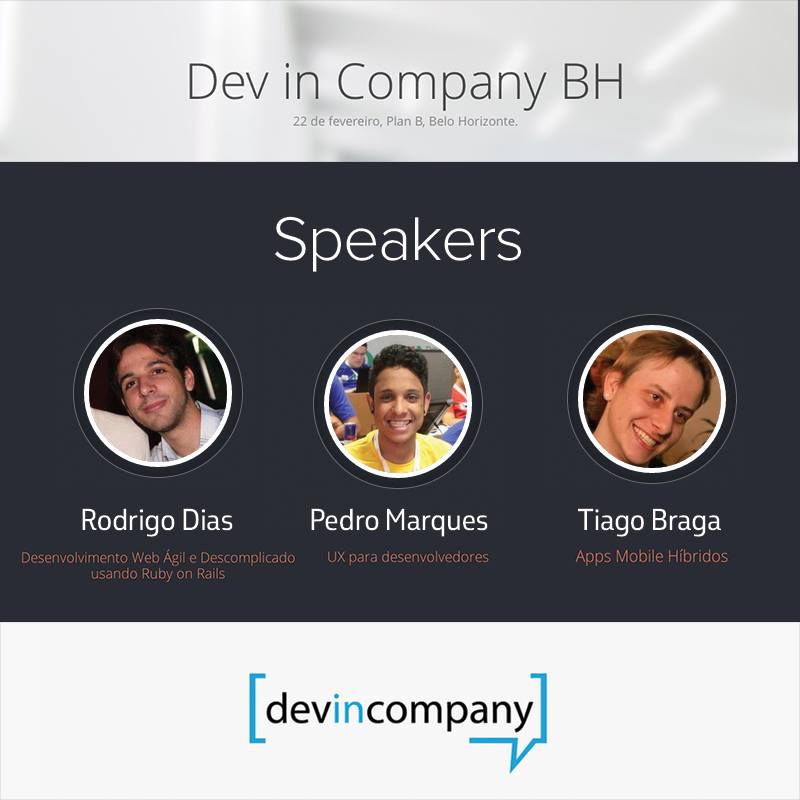 Dev in Company BH
22 de fevereiro, Plan B, Belo Horizonte.
Speakers
Rodrigo Dias
Desenvolvimento Web Ágil e Descomplicado
usando Ruby on Rails
Pedro Marques
UX para desenvolvedores
Tiago Braga
Apps Mobile Híbridos
[devincompany]